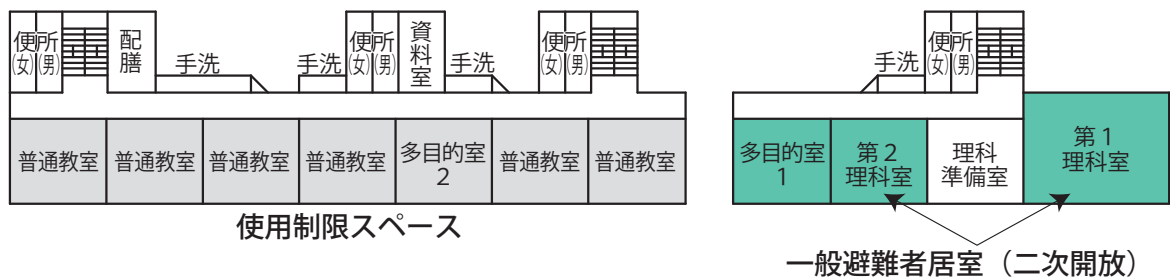 便所
(女)(男)
配膳
手洗
手洗
便所
(女)(男)
資料室
手洗
便所
(女)(男)
普通教室
普通教室
普通教室
普通教室
多目的室
2
普通教室
普通教室
使用制限スペース
手洗
便所
(女)(男)
多目的室
1
第2
理科室
理科
準備室
第1
理科室
一般避難者居室（二次開放）